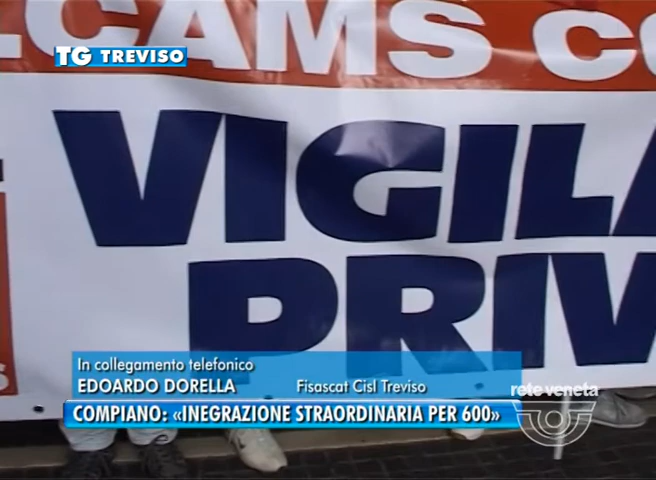 LCAMS CO
TG TREVISO
VIGILA
PRIV
In collegamento telefonico
EDOARDO DORELLA Fisascat Cisl Treviso
rete veneta
COMPIANO: «INEGRAZIONE STRAORDINARIA PER 600»